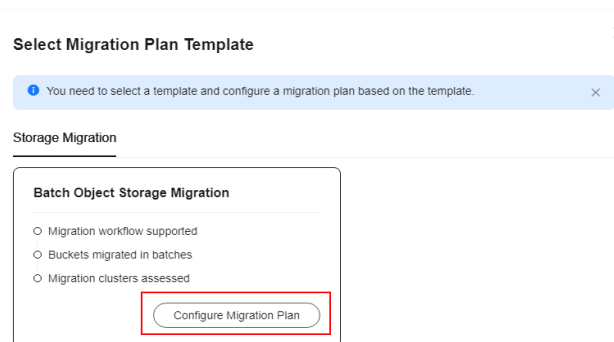 Select Migration Plan Template
You need to select a template and configure a migration plan based on the template.
Storage Migration
Batch Object Storage Migration
Migration workflow supported
Buckets migrated in batches
Migration clusters assessed
Configure Migration Plan